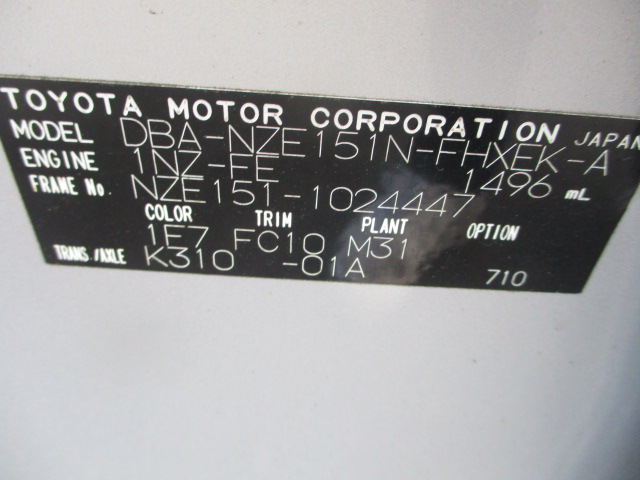 TOYOTA MOTOR CORPORATION JAPAN
MODEL DBA-NZE151N-FHXEK-A
ENGINE 1NZ-FE 1496 mL
FRAME No. NZE151-1024447
COLOR TRIM PLANT OPTION
1E7 FC10 M31
TRANS./AXLE K310 -01A 710